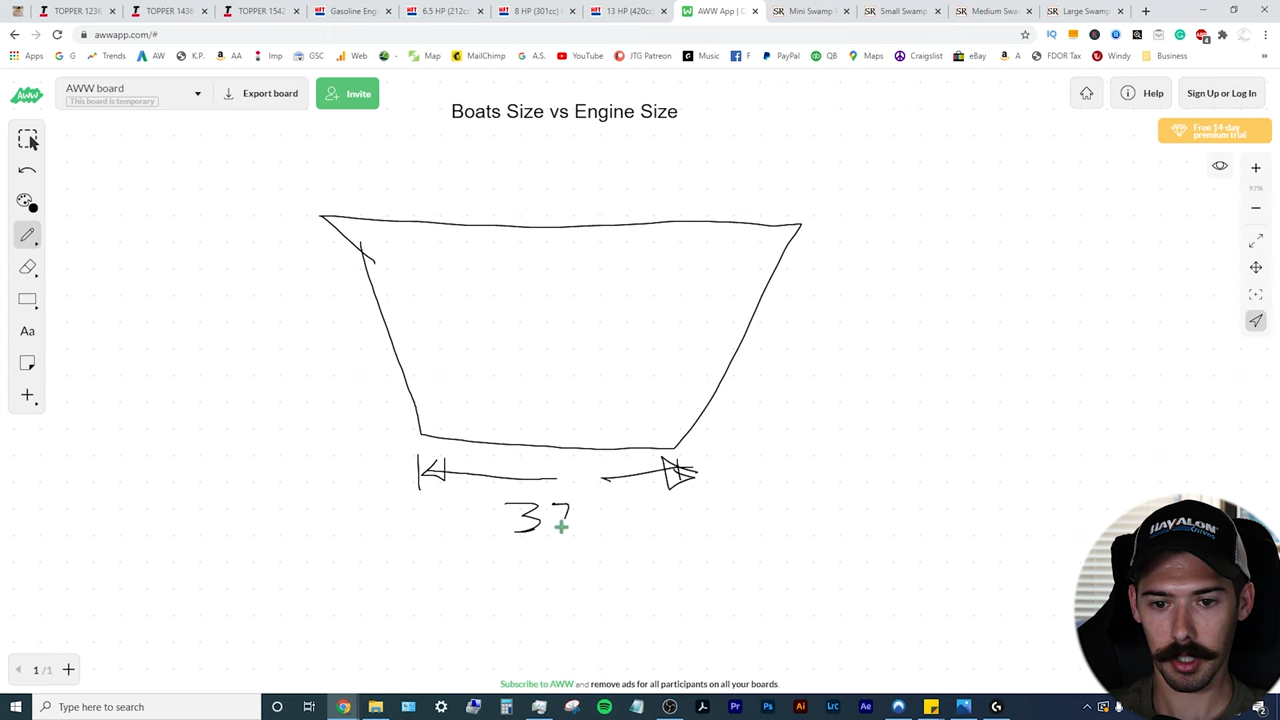 TOPPER 1236
TOPPER 1436
TOPPER 1542
Gasoline Eng
6.5 HP (212cc)
8 HP (301cc)
13 HP (420cc)
AWW App | D
Mini Swamp
Small Swamp
Medium Swa
Large Swamp
awwapp.com/#
Apps
G
Trends
AW
K.P.
AA
Imp
GSC
Web
-
Map
MailChimp
A.S.
YouTube
JTG Patreon
Music
F
PayPal
QB
Maps
Craigslist
eBay
A
FDOR Tax
Windy
Business
AWW
AWW board
This board is temporary
Export board
Invite
Help
Sign Up or Log In
Free 14-day
premium trial
Boats Size vs Engine Size
92%
Aa
37
HAVALON
1 /1
Subscribe to AWW and remove ads for all participants on all your boards.
Type here to search